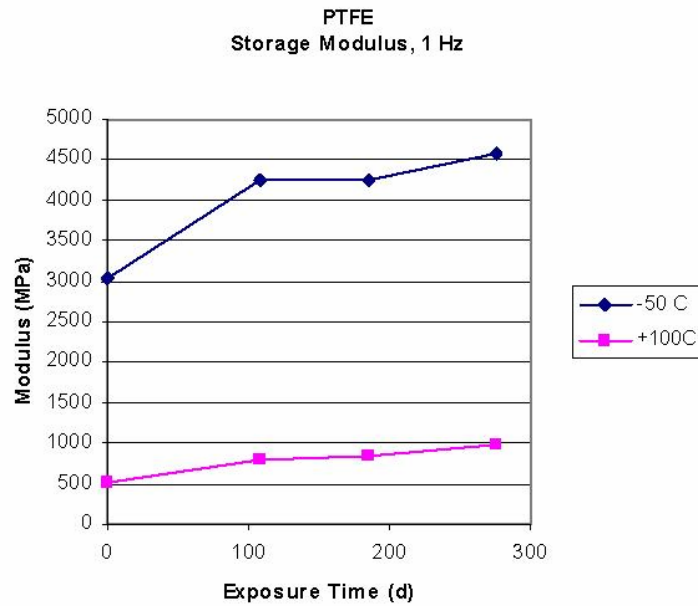 PTFE
Storage Modulus, 1 Hz
5000
4500
4000
3500
3000
2500
2000
1500
1000
500
0
Modulus (MPa)
0 100 200 300
Exposure Time (d)
-50 C
+100C